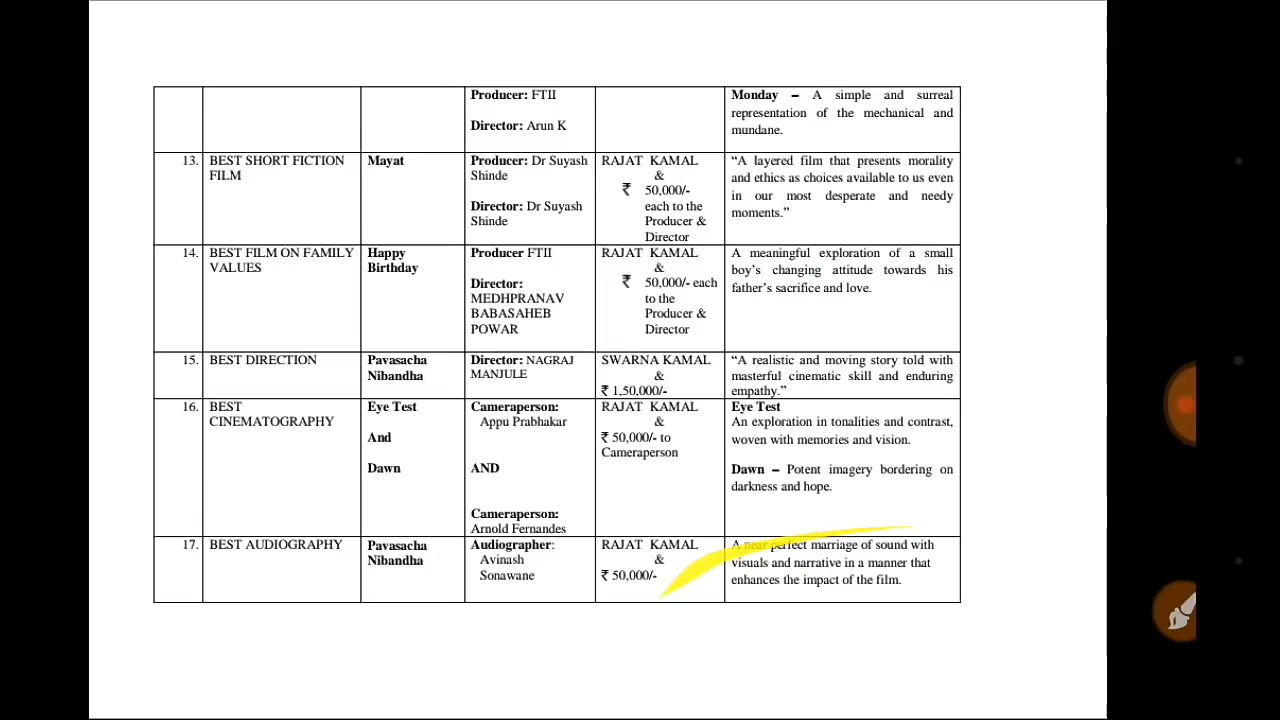 Producer: FTII
Director: Arun K
Monday – A simple and surreal
representation of the mechanical and
mundane.
13.
BEST SHORT FICTION
FILM
Mayat
Producer: Dr Suyash
Shinde
Director: Dr Suyash
Shinde
RAJAT KAMAL
&
₹ 50,000/-
each to the
Producer &
Director
“A layered film that presents morality
and ethics as choices available to us even
in our most desperate and needy
moments.”
14.
BEST FILM ON FAMILY
VALUES
Happy
Birthday
Producer FTII
Director:
MEDHPRANAV
BABASAHEB
POWAR
RAJAT KAMAL
&
₹ 50,000/- each
to the
Producer &
Director
A meaningful exploration of a small
boy’s changing attitude towards his
father’s sacrifice and love.
15.
BEST DIRECTION
Pavasacha
Nibandha
Director: NAGRAJ
MANJULE
SWARNA KAMAL
&
₹ 1,50,000/-
“A realistic and moving story told with
masterful cinematic skill and enduring
empathy.”
16.
BEST
CINEMATOGRAPHY
Eye Test
And
Dawn
Cameraperson:
Appu Prabhakar
AND
Cameraperson:
Arnold Fernandes
RAJAT KAMAL
&
₹ 50,000/- to
Cameraperson
Eye Test
An exploration in tonalities and contrast,
woven with memories and vision.
Dawn – Potent imagery bordering on
darkness and hope.
17.
BEST AUDIOGRAPHY
Pavasacha
Nibandha
Audiographer:
Avinash
Sonawane
RAJAT KAMAL
&
₹ 50,000/-
A near perfect marriage of sound with
visuals and narrative in a manner that
enhances the impact of the film.